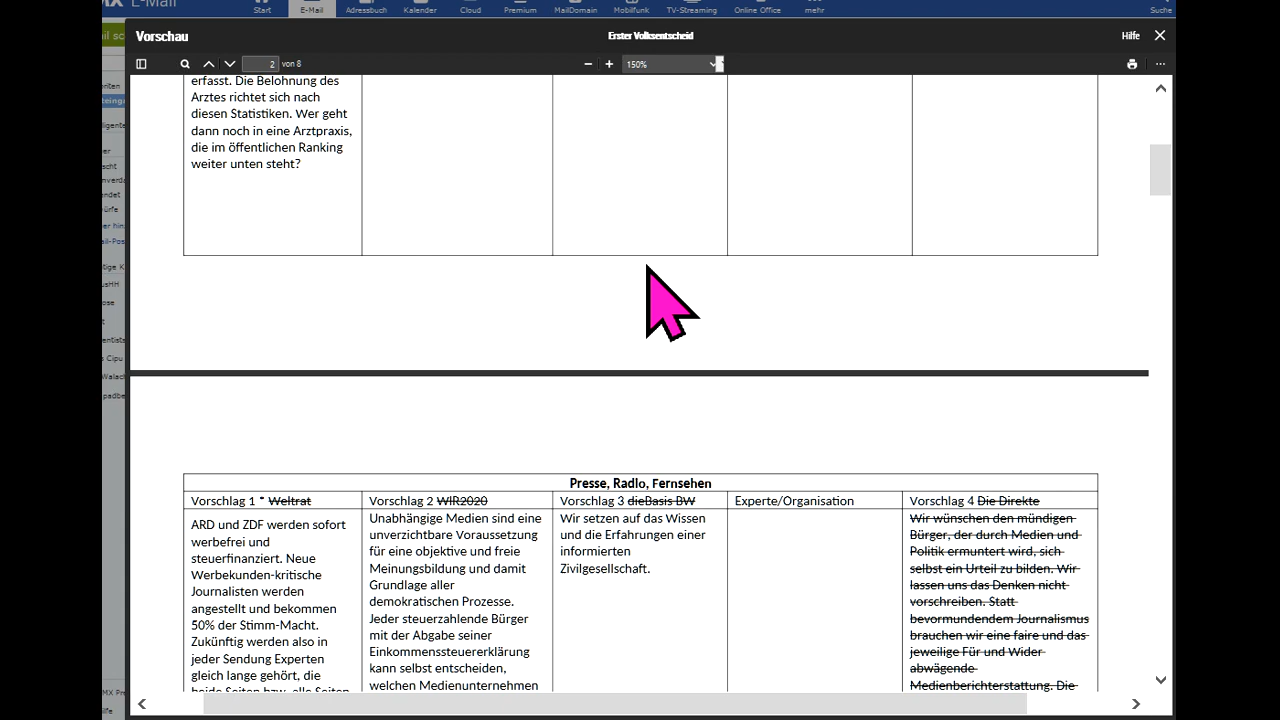 E-Mail
Start E-Mail Adressbuch Kalender Cloud Premium MailDomain Mobilfunk TV-Streaming Online Office mehr Suche
Vorschau Erster Volksentscheid Hilfe
2 von 8 150%
erfasst. Die Belohnung des
Arztes richtet sich nach
diesen Statistiken. Wer geht
dann noch in eine Arztpraxis,
die im öffentlichen Ranking
weiter unten steht?
Presse, Radio, Fernsehen
Vorschlag 1 * Weltrat
ARD und ZDF werden sofort
werbefrei und
steuerfinanziert. Neue
Werbekunden-kritische
Journalisten werden
angestellt und bekommen
50% der Stimm-Macht.
Zukünftig werden also in
jeder Sendung Experten
gleich lange gehört, die
beide Seiten bzw. alle Seiten
Vorschlag 2 WIR2020
Unabhängige Medien sind eine
unverzichtbare Voraussetzung
für eine objektive und freie
Meinungsbildung und damit
Grundlage aller
demokratischen Prozesse.
Jeder steuerzahlende Bürger
mit der Abgabe seiner
Einkommenssteuererklärung
kann selbst entscheiden,
welchen Medienunternehmen
Vorschlag 3 dieBasis BW
Wir setzen auf das Wissen
und die Erfahrungen einer
informierten
Zivilgesellschaft.
Experte/Organisation
Vorschlag 4 Die Direkte
Wir wünschen den mündigen
Bürger, der durch Medien und
Politik ermuntert wird, sich
selbst ein Urteil zu bilden. Wir
lassen uns das Denken nicht
vorschreiben. Statt
bevormundendem Journalismus
brauchen wir eine faire und das
jeweilige Für und Wider
abwägende
Medienberichterstattung. Die